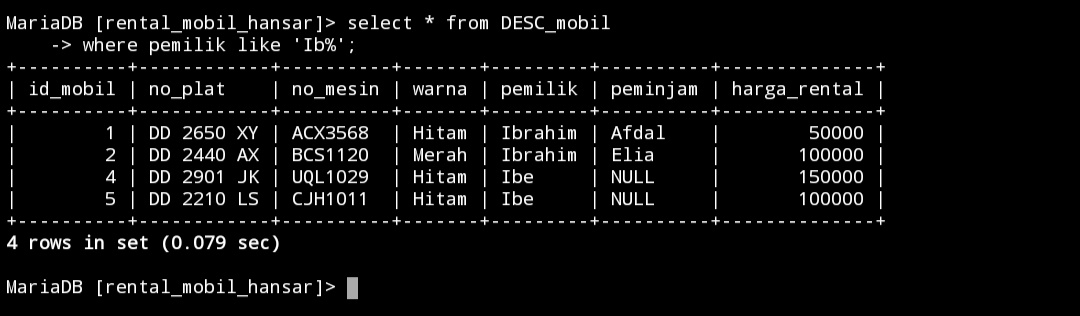 MariaDB [rental_mobil_hansar]> select * from DESC_mobil
    -> where pemilik like 'Ib%';
+----------+------------+----------+-------+---------+----------+--------------+
| id_mobil | no_plat    | no_mesin | warna | pemilik | peminjam | harga_rental |
+----------+------------+----------+-------+---------+----------+--------------+
|        1 | DD 2650 XY | ACX3568  | Hitam | Ibrahim | Afdal    |        50000 |
|        2 | DD 2440 AX | BCS1120  | Merah | Ibrahim | Elia     |       100000 |
|        4 | DD 2901 JK | UQL1029  | Hitam | Ibe     | NULL     |       150000 |
|        5 | DD 2210 LS | CJH1011  | Hitam | Ibe     | NULL     |       100000 |
+----------+------------+----------+-------+---------+----------+--------------+
4 rows in set (0.079 sec)
MariaDB [rental_mobil_hansar]>